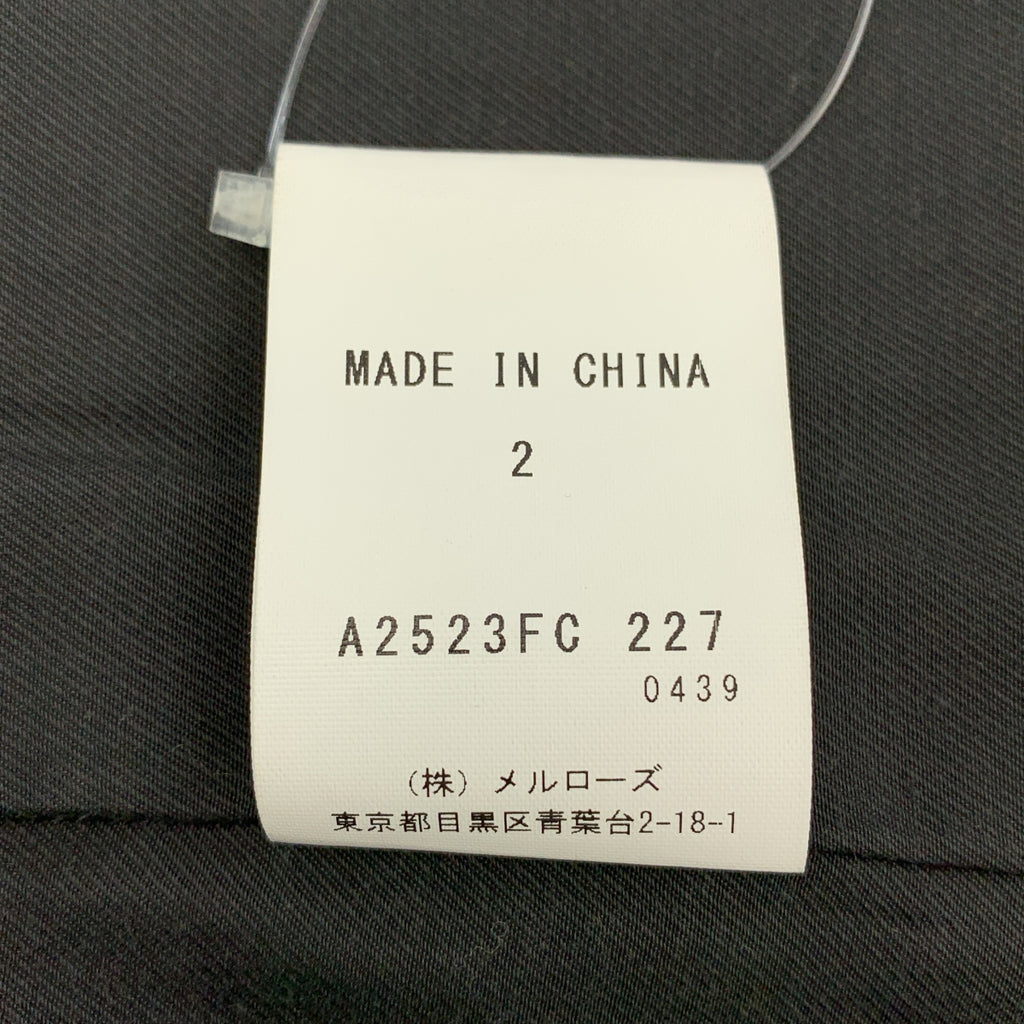 MADE IN CHINA
2
A2523FC 227
0439
(株) メルローズ
東京都目黒区青葉台2-18-1